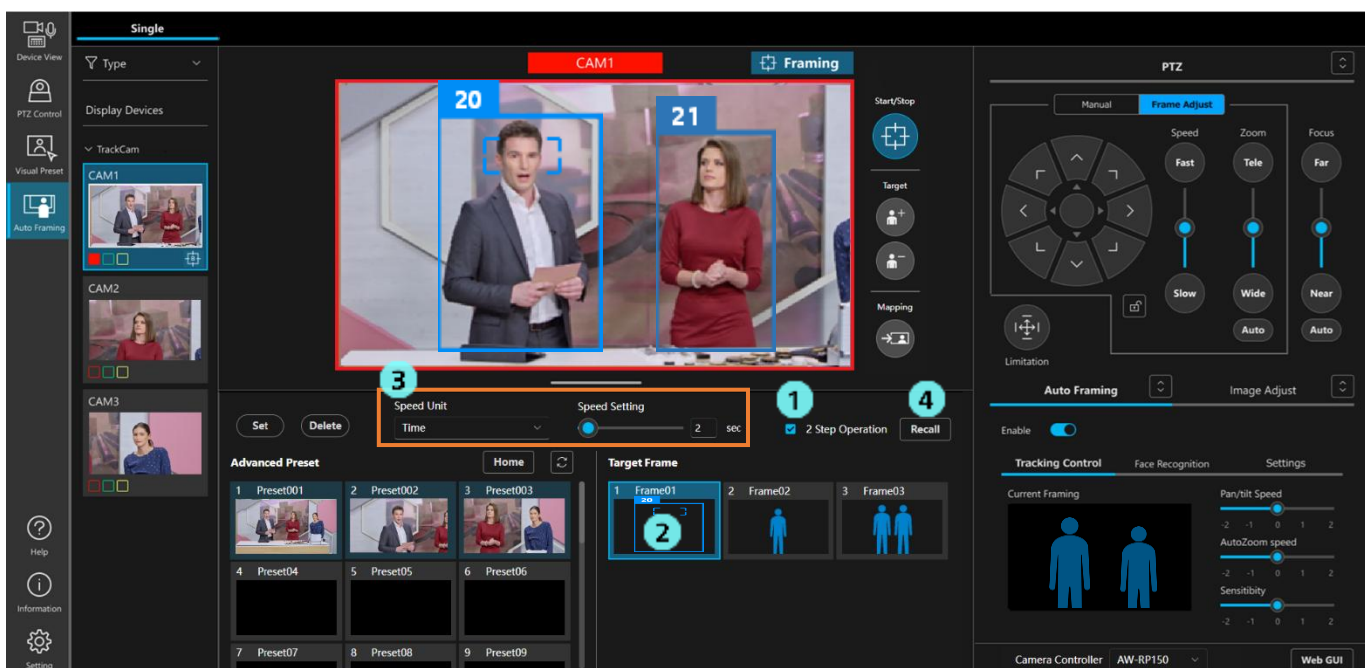 Single
Device View
PTZ Control
Visual Preset
Auto Framing
Help
Information
Setting
Type
Display Devices
TrackCam
CAM1
CAM2
CAM3
CAM1
Framing
20
21
Start/Stop
Target
Mapping
3
Speed Unit
Speed Setting
1
4
Set
Delete
Time
2 sec
2 Step Operation
Recall
Advanced Preset
Home
1 Preset001
2 Preset002
3 Preset003
4 Preset04
5 Preset05
6 Preset06
7 Preset07
8 Preset08
9 Preset09
Target Frame
1 Frame01
20
2
2 Frame02
3 Frame03
PTZ
Manual
Frame Adjust
Speed
Zoom
Focus
Fast
Tele
Far
Slow
Wide
Near
Auto
Auto
Limitation
Auto Framing
Image Adjust
Enable
Tracking Control
Face Recognition
Settings
Current Framing
Pan/tilt Speed
-2 -1 0 1 2
AutoZoom speed
-2 -1 0 1 2
Sensitibity
-2 -1 0 1 2
Camera Controller
AW-RP150
Web GUI